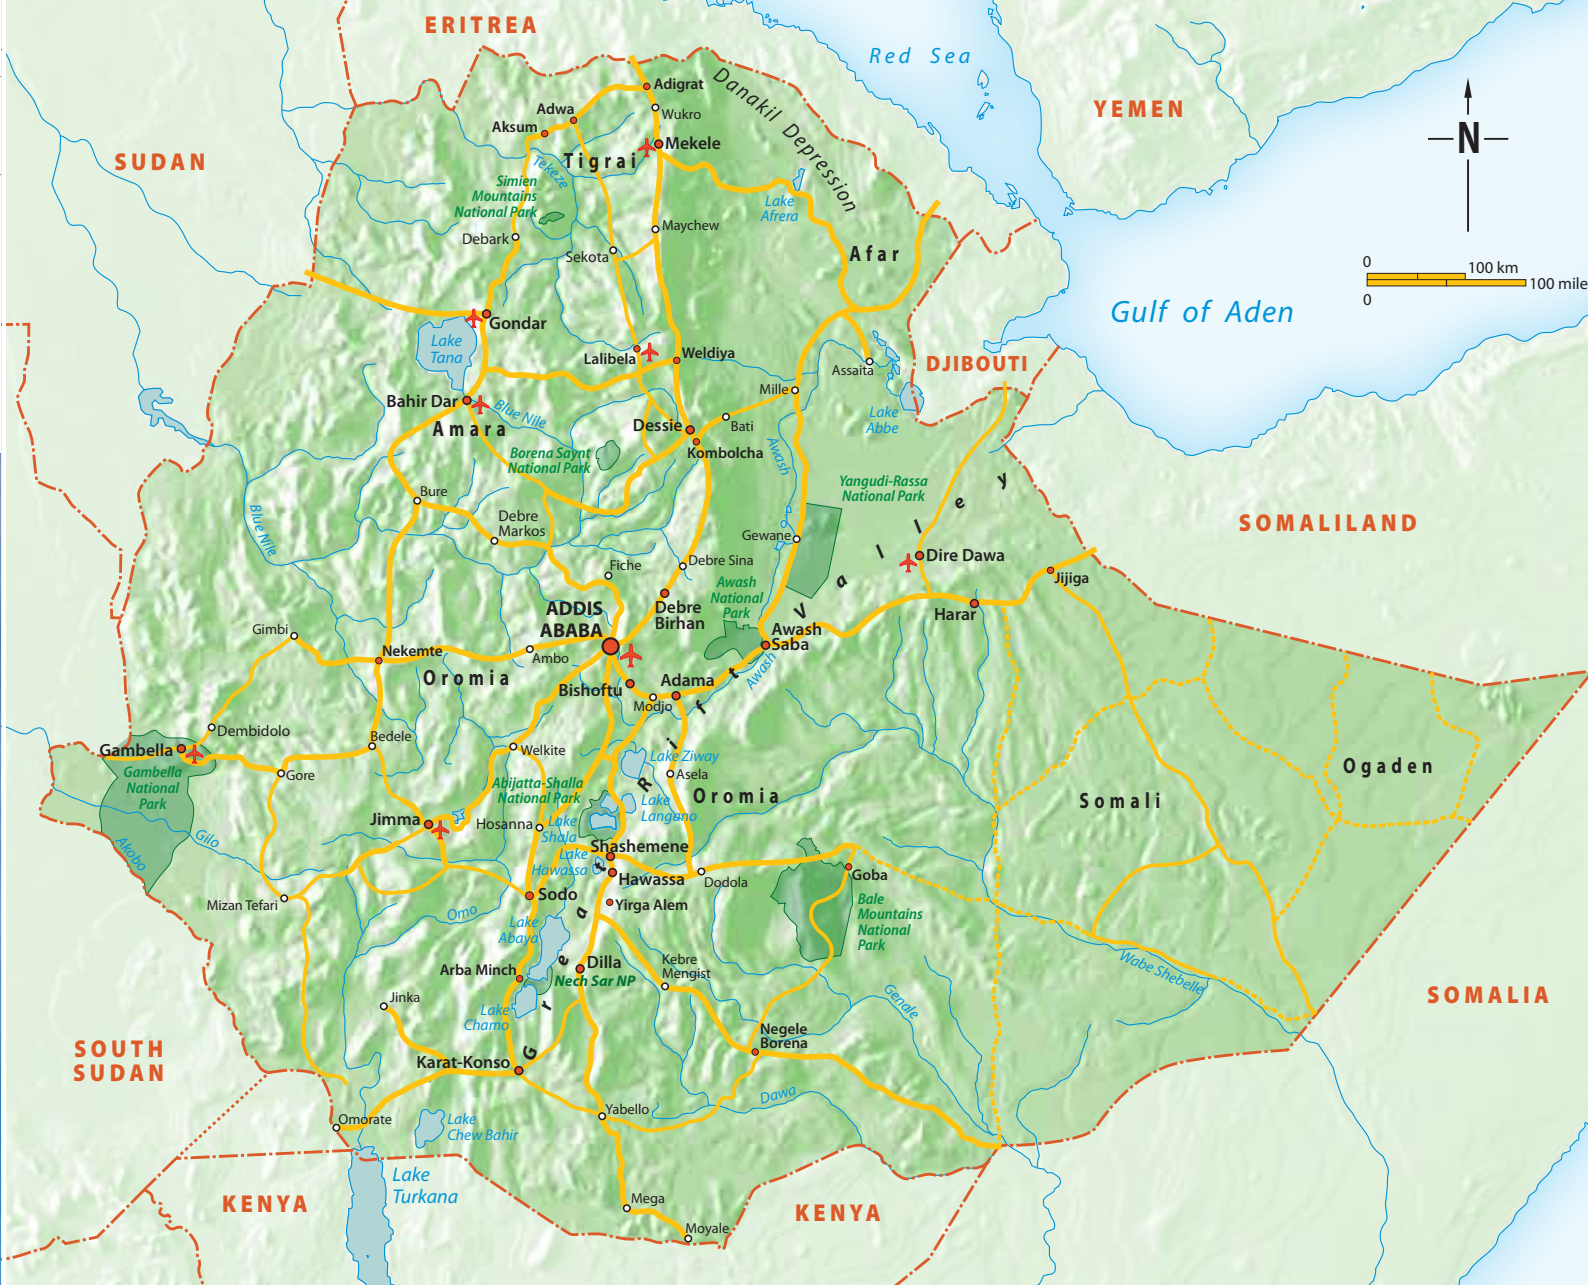 ERITREA
Red Sea
YEMEN
SUDAN
Danakil Depression
Adigrat
Wukro
Adwa
Aksum
Mekele
Tigrai
Tekeze
Simien
Mountains
National Park
Lake
Afrera
Debark
Maychew
Sekota
Afar
N
0
100 km
100 mile
0
Gulf of Aden
Gondar
Lake
Tana
Lalibela
Weldiya
DJIBOUTI
Assaita
Mille
Lake
Abbe
Bahir Dar
Blue Nile
Amara
Dessie
Bati
Kombolcha
Awash
Borena Saynt
National Park
Yangudi-Rassa
National Park
Bure
Blue Nile
Debre
Markos
Gewane
Fiche
Debre Sina
SOMALILAND
Dire Dawa
Jijiga
Harar
Awash
National
Park
Debre
Birhan
ADDIS
ABABA
Awash
Saba
Awash
Gimbi
Nekemte
Ambo
Oromia
Bishoftu
Adama
Modjo
Great Rift Valley
Dembidolo
Bedele
Welkite
Gambella
Gambella
National
Park
Gore
Lake Ziway
Asela
Abijatta-Shalla
National Park
Lake
Langano
Oromia
Ogaden
Somali
Jimma
Hosanna
Lake
Shala
Gilo
Akobo
Shashemene
Lake
Hawassa
Hawassa
Dodola
Goba
Bale
Mountains
National
Park
Mizan Tefari
Sodo
Yirga Alem
Omo
Lake
Abaya
Arba Minch
Dilla
Nech Sar NP
Kebre
Mengist
Wabe Shebelle
Genale
SOMALIA
Jinka
Lake
Chamo
Negele
Borena
SOUTH
SUDAN
Karat-Konso
Dawa
Yabello
Omorate
Lake
Chew Bahir
Lake
Turkana
KENYA
Mega
Moyale
KENYA